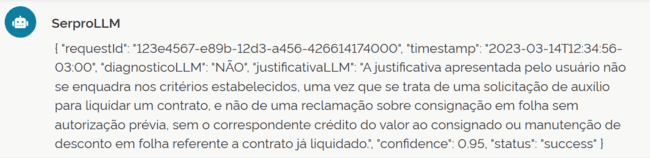 SerproLLM
{ "requestId": "123e4567-e89b-12d3-a456-426614174000", "timestamp": "2023-03-14T12:34:56-
03:00", "diagnosticoLLM": "NÃO", "justificativaLLM": "A justificativa apresentada pelo usuário não
se enquadra nos critérios estabelecidos, uma vez que se trata de uma solicitação de auxílio
para liquidar um contrato, e não de uma reclamação sobre consignação em folha sem
autorização prévia, sem o correspondente crédito do valor ao consignado ou manutenção de
desconto em folha referente a contrato já liquidado.", "confidence": 0.95, "status": "success" }